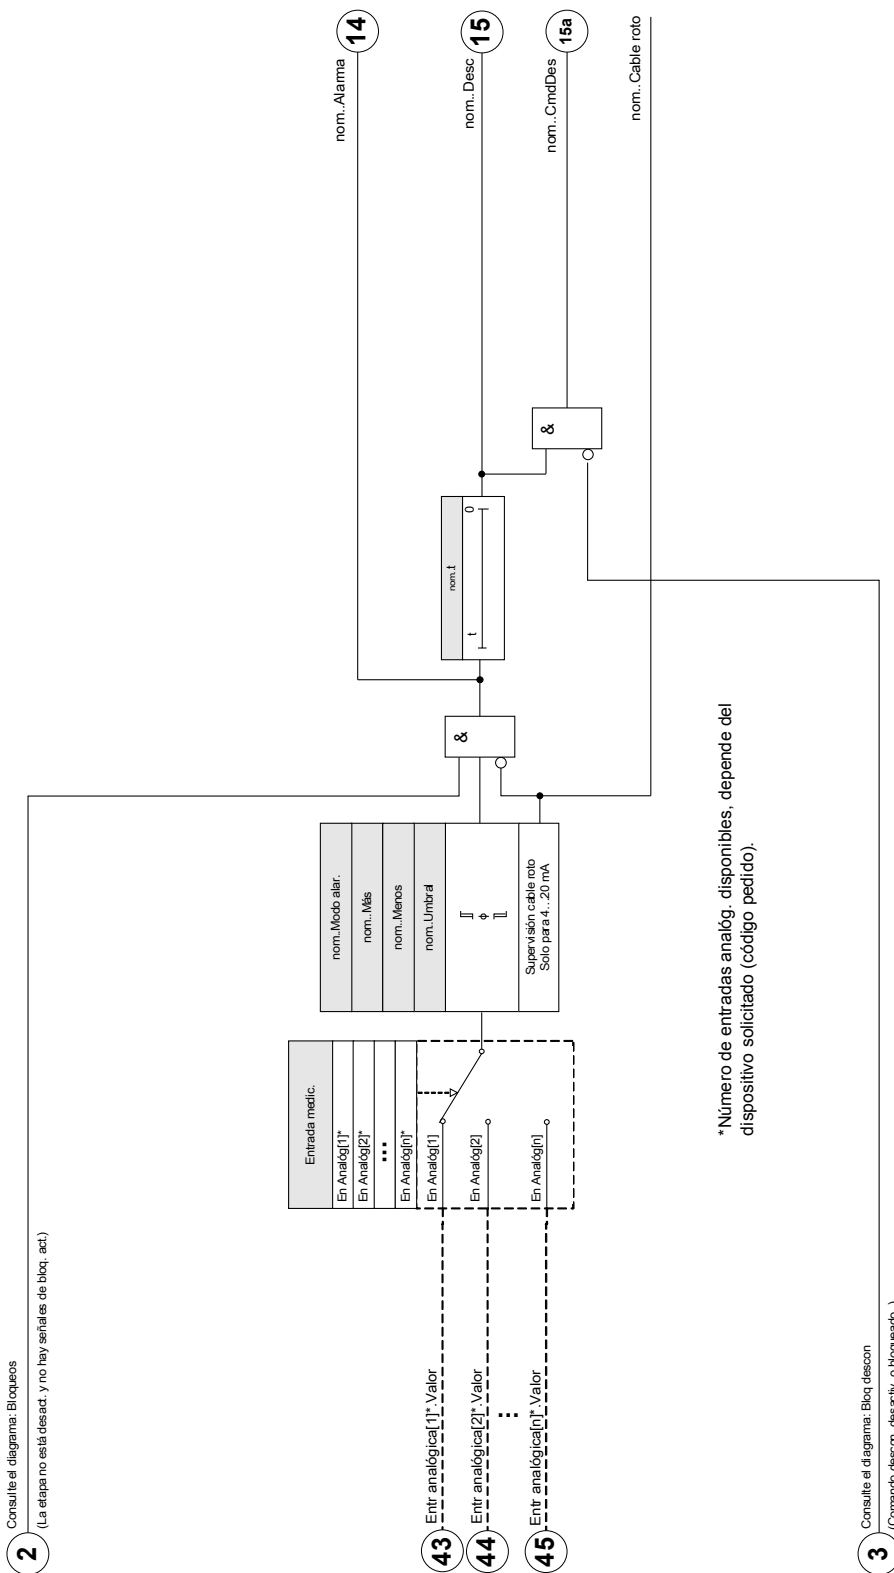 2
Consulte el diagrama: Bloqueos
(La etapa no está desact. y no hay señales de bloq. act.)
43
Entr analógica[1]*.Valor
44
Entr analógica[2]*.Valor
...
45
Entr analógica[n]*.Valor
Entrada medic.
En Analóg[1]*
En Analóg[2]*
...
En Analóg[n]*
En Analóg[1]
En Analóg[2]
En Analóg[n]
nom..Modo alar.
nom..Más
nom..Menos
nom..Umbral
φ
Supervisión cable roto
Solo para 4...20 mA
&
nom..t
t
0
&
nom..Alarma
14
nom..Desc
15
nom..CmdDes
15a
nom..Cable roto
*Número de entradas analóg. disponibles, depende del
dispositivo solicitado (código pedido).
3
Consulte el diagrama: Bloq descon
(Comando descon. desactiv. o bloqueado. )